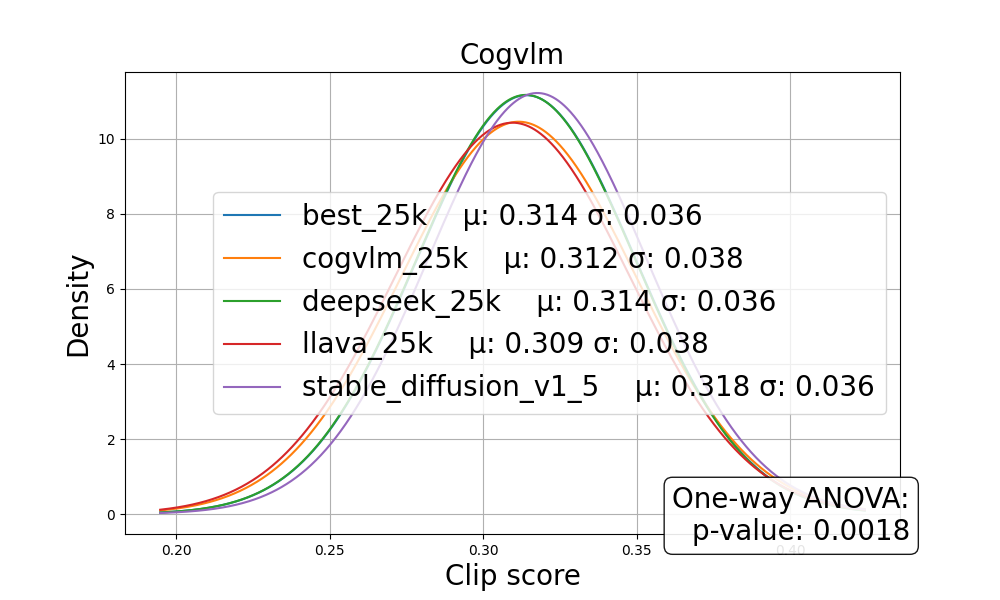 Cogvlm
Density
10
8
6
4
2
0
best_25k μ: 0.314 σ: 0.036
cogvlm_25k μ: 0.312 σ: 0.038
deepseek_25k μ: 0.314 σ: 0.036
llava_25k μ: 0.309 σ: 0.038
stable_diffusion_v1_5 μ: 0.318 σ: 0.036
One-way ANOVA:
p-value: 0.0018
0.20 0.25 0.30 0.35 0.40
Clip score